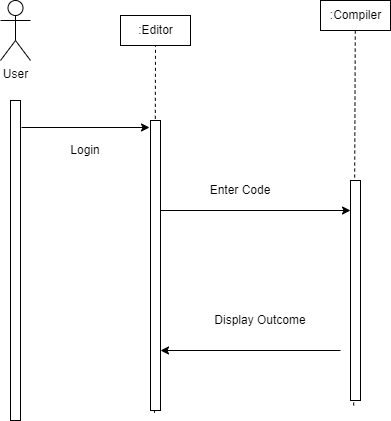 :Compiler
:Editor
User
Login
Enter Code
Display Outcome